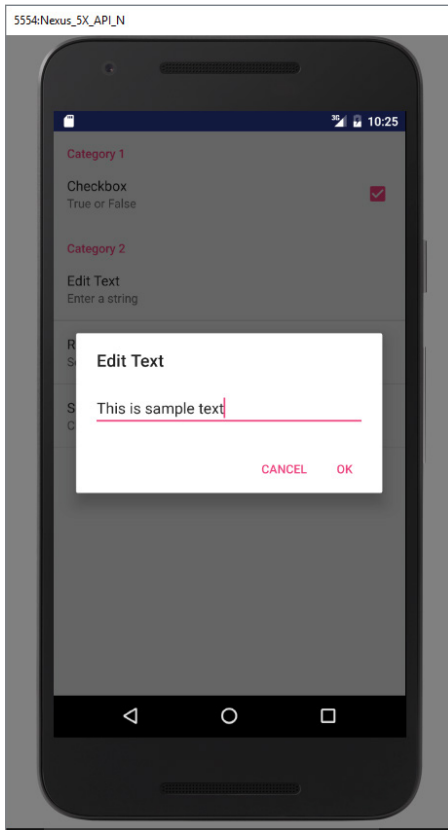 5554:Nexus_5X_API_N
3G 10:25
Category 1
Checkbox
True or False
Category 2
Edit Text
Enter a string
R
S
Edit Text
This is sample text
S
C
CANCEL OK